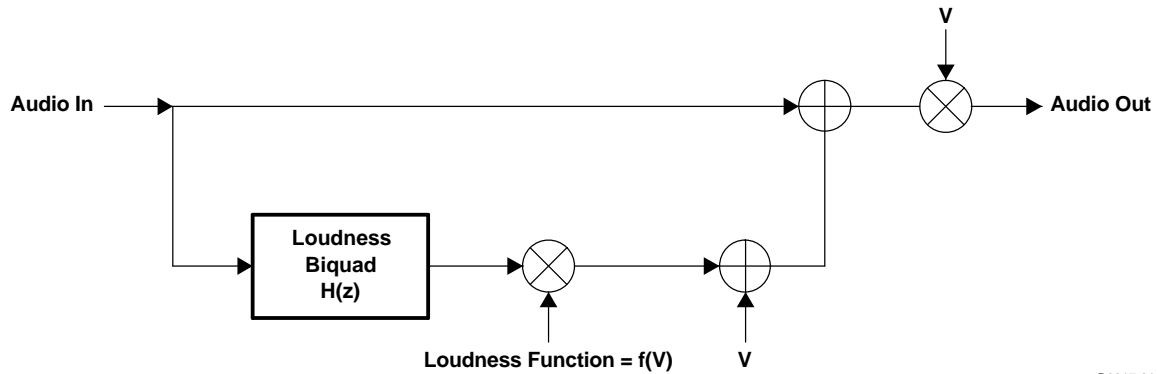 V
Audio In
Audio Out
Loudness
Biquad
H(z)
Loudness Function = f(V)
V